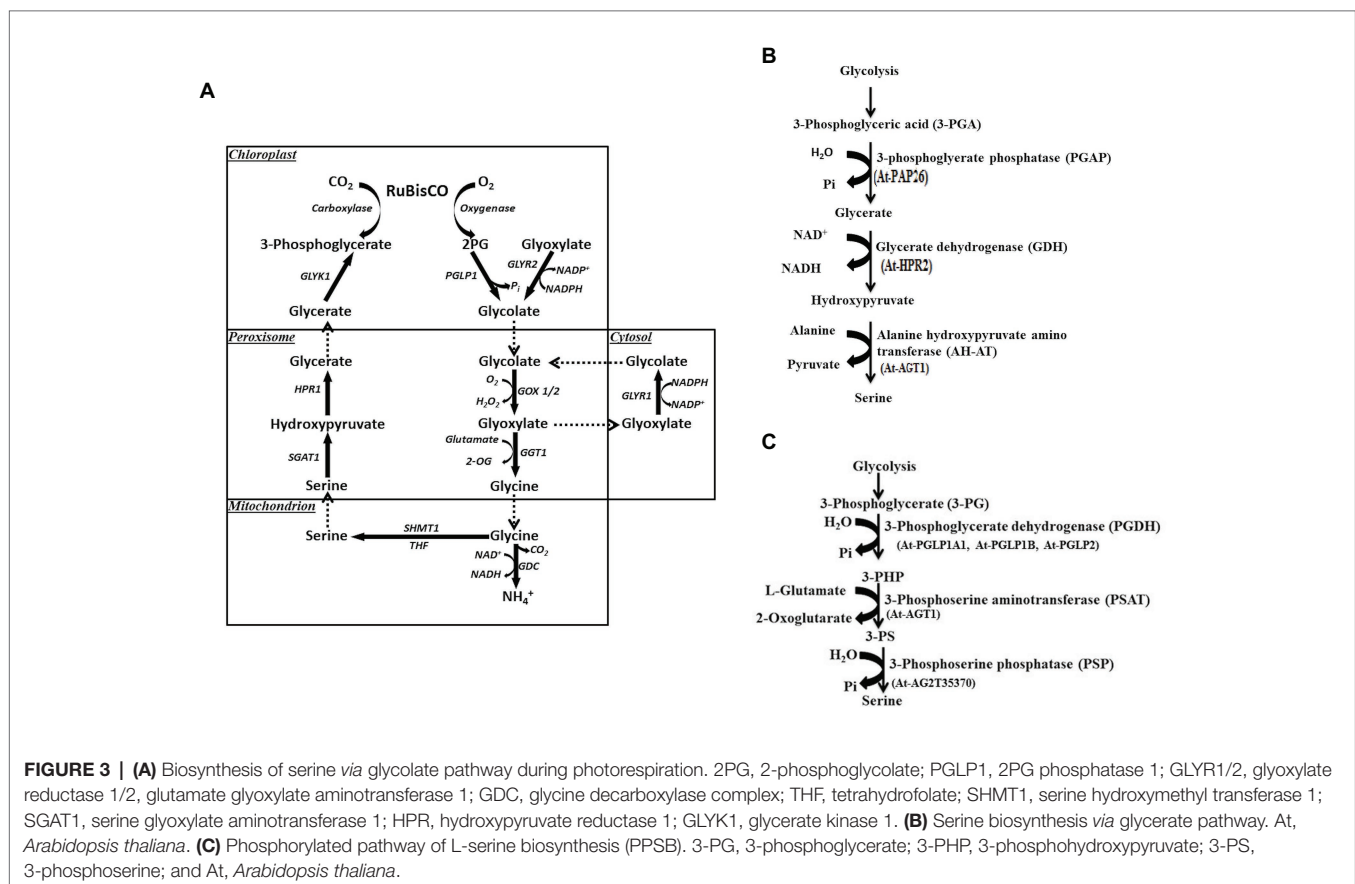 A
Chloroplast
CO2 RuBisCO O2
Carboxylase Oxygenase
3-Phosphoglycerate 2PG Glyoxylate
GLYK1 PGLP1 Pi GLYR2 NADP+
NADPH
Glycerate Glycolate
Peroxisome Cytosol
Glycerate Glycolate Glycolate
HPR1 O2 GOX 1/2 NADPH
H2O2 GLYR1 NADP+
Hydroxypyruvate Glyoxylate Glyoxylate
SGAT1 Glutamate GGT1
2-OG
Serine Glycine
Mitochondrion
Serine SHMT1 Glycine
THF CO2
NAD+ GDC
NADH
NH4+
B
Glycolysis
3-Phosphoglyceric acid (3-PGA)
H2O 3-phosphoglyerate phosphatase (PGAP)
Pi (At-PAP26)
Glycerate
NAD+ Glycerate dehydrogenase (GDH)
NADH (At-HPR2)
Hydroxypyruvate
Alanine Alanine hydroxypyruvate amino
transferase (AH-AT)
Pyruvate (At-AGT1)
Serine
C
Glycolysis
3-Phosphoglycerate (3-PG)
H2O 3-Phosphoglycerate dehydrogenase (PGDH)
Pi (At-PGLP1A1, At-PGLP1B, At-PGLP2)
3-PHP
L-Glutamate 3-Phosphoserine aminotransferase (PSAT)
2-Oxoglutarate (At-AGT1)
3-PS
H2O 3-Phosphoserine phosphatase (PSP)
Pi (At-AG2T35370)
Serine
FIGURE 3 | (A) Biosynthesis of serine via glycolate pathway during photorespiration. 2PG, 2-phosphoglycolate; PGLP1, 2PG phosphatase 1; GLYR1/2, glyoxylate
reductase 1/2, glutamate glyoxylate aminotransferase 1; GDC, glycine decarboxylase complex; THF, tetrahydrofolate; SHMT1, serine hydroxymethyl transferase 1;
SGAT1, serine glyoxylate aminotransferase 1; HPR, hydroxypyruvate reductase 1; GLYK1, glycerate kinase 1. (B) Serine biosynthesis via glycerate pathway. At,
Arabidopsis thaliana. (C) Phosphorylated pathway of L-serine biosynthesis (PPSB). 3-PG, 3-phosphoglycerate; 3-PHP, 3-phosphohydroxypyruvate; 3-PS,
3-phosphoserine; and At, Arabidopsis thaliana.